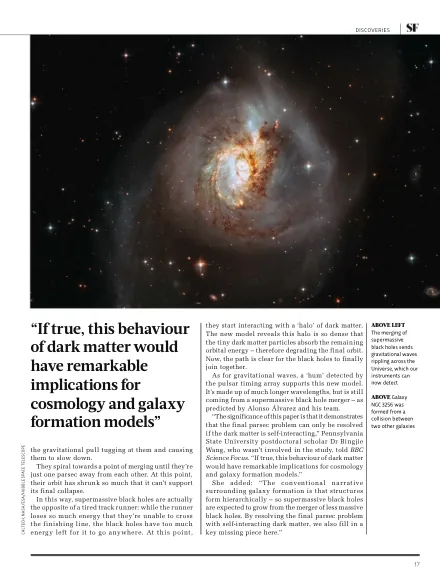 DISCOVERIES
SF
"If true, this behaviour
of dark matter would
have remarkable
implications for
cosmology and galaxy
formation models"
the gravitational pull tugging at them and causing
them to slow down.
They spiral towards a point of merging until they're
just one parsec away from each other. At this point,
their orbit has shrunk so much that it can't support
its final collapse.
In this way, supermassive black holes are actually
the opposite of a tired track runner: while the runner
loses so much energy that they're unable to cross
the finishing line, the black holes have too much
energy left for it to go anywhere. At this point,
they start interacting with a 'halo' of dark matter.
The new model reveals this halo is so dense that
the tiny dark matter particles absorb the remaining
orbital energy – therefore degrading the final orbit.
Now, the path is clear for the black holes to finally
join together.
As for gravitational waves, a 'hum' detected by
the pulsar timing array supports this new model.
It's made up of much longer wavelengths, but is still
coming from a supermassive black hole merger – as
predicted by Alonso Álvarez and his team.
"The significance of this paper is that it demonstrates
that the final parsec problem can only be resolved
if the dark matter is self-interacting," Pennsylvania
State University postdoctoral scholar Dr Bingjie
Wang, who wasn't involved in the study, told BBC
Science Focus. "If true, this behaviour of dark matter
would have remarkable implications for cosmology
and galaxy formation models."
She added: "The conventional narrative
surrounding galaxy formation is that structures
form hierarchically – so supermassive black holes
are expected to grow from the merger of less massive
black holes. By resolving the final parsec problem
with self-interacting dark matter, we also fill in a
key missing piece here."
ABOVE LEFT
The merging of
supermassive
black holes sends
gravitational waves
rippling across the
Universe, which our
instruments can
now detect
ABOVE Galaxy
NGC 3256 was
formed from a
collision between
two other galaxies
17